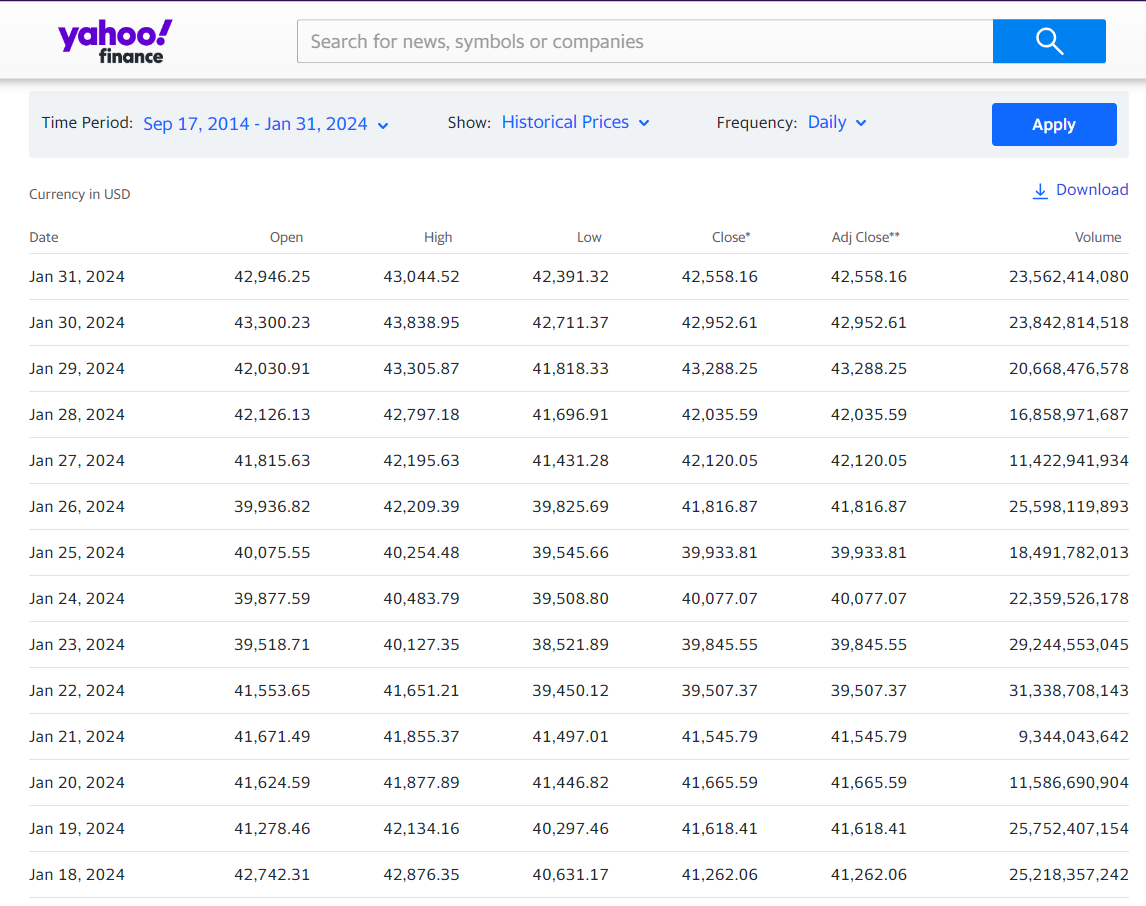 yahoo!
finance
Search for news, symbols or companies
Time Period: Sep 17, 2014 - Jan 31, 2024 Show: Historical Prices Frequency: Daily Apply
Currency in USD Download
Date Open High Low Close* Adj Close** Volume
Jan 31, 2024 42,946.25 43,044.52 42,391.32 42,558.16 42,558.16 23,562,414,080
Jan 30, 2024 43,300.23 43,838.95 42,711.37 42,952.61 42,952.61 23,842,814,518
Jan 29, 2024 42,030.91 43,305.87 41,818.33 43,288.25 43,288.25 20,668,476,578
Jan 28, 2024 42,126.13 42,797.18 41,696.91 42,035.59 42,035.59 16,858,971,687
Jan 27, 2024 41,815.63 42,195.63 41,431.28 42,120.05 42,120.05 11,422,941,934
Jan 26, 2024 39,936.82 42,209.39 39,825.69 41,816.87 41,816.87 25,598,119,893
Jan 25, 2024 40,075.55 40,254.48 39,545.66 39,933.81 39,933.81 18,491,782,013
Jan 24, 2024 39,877.59 40,483.79 39,508.80 40,077.07 40,077.07 22,359,526,178
Jan 23, 2024 39,518.71 40,127.35 38,521.89 39,845.55 39,845.55 29,244,553,045
Jan 22, 2024 41,553.65 41,651.21 39,450.12 39,507.37 39,507.37 31,338,708,143
Jan 21, 2024 41,671.49 41,855.37 41,497.01 41,545.79 41,545.79 9,344,043,642
Jan 20, 2024 41,624.59 41,877.89 41,446.82 41,665.59 41,665.59 11,586,690,904
Jan 19, 2024 41,278.46 42,134.16 40,297.46 41,618.41 41,618.41 25,752,407,154
Jan 18, 2024 42,742.31 42,876.35 40,631.17 41,262.06 41,262.06 25,218,357,242